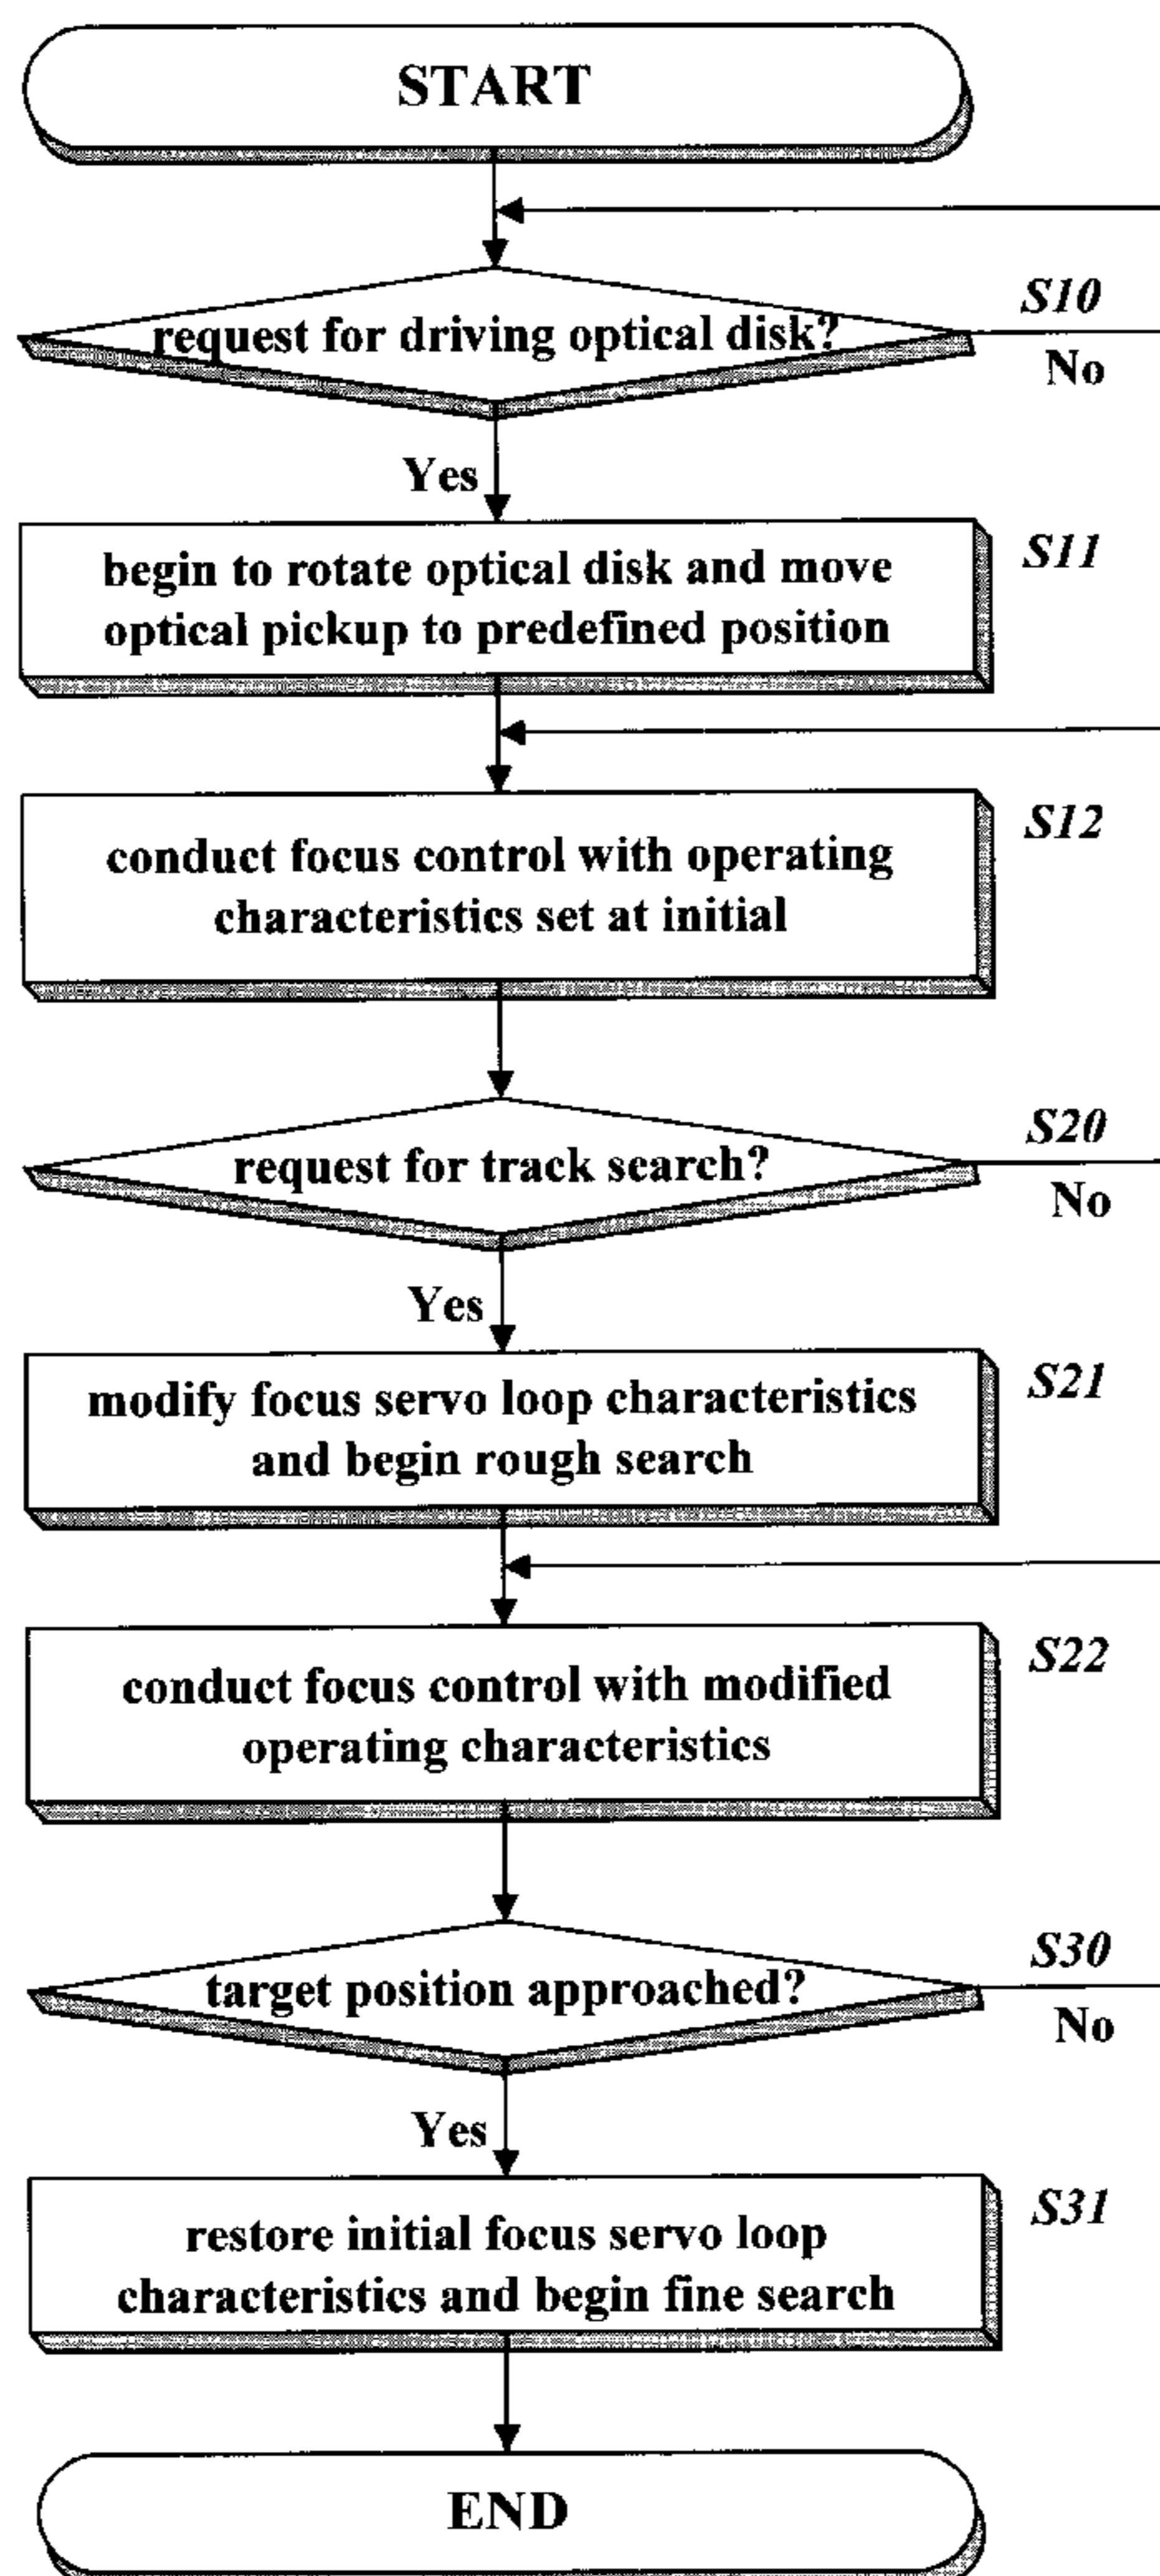 START
request for driving optical disk?
S10
No
Yes
begin to rotate optical disk and move
optical pickup to predefined position
S11
conduct focus control with operating
characteristics set at initial
S12
request for track search?
S20
No
Yes
modify focus servo loop characteristics
and begin rough search
S21
conduct focus control with modified
operating characteristics
S22
target position approached?
S30
No
Yes
restore initial focus servo loop
characteristics and begin fine search
S31
END